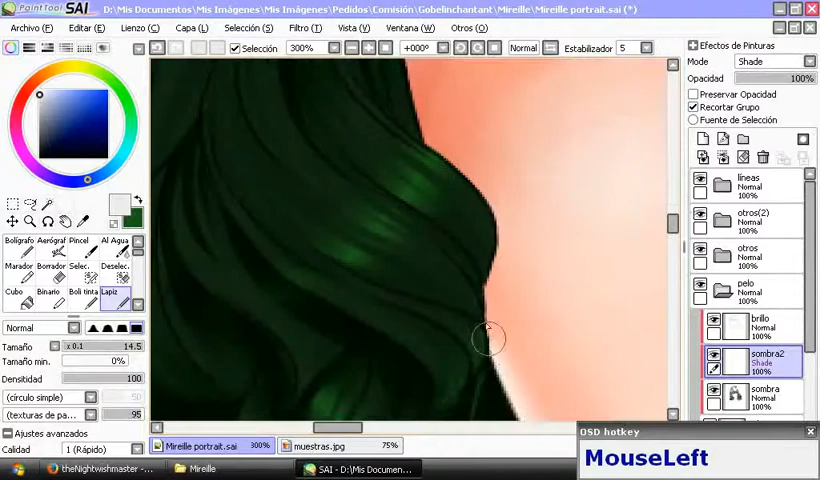 PaintTool SAI D:\Mis Documentos\Mis Imágenes\Mis Imágenes\Pedidos\Comisión\Gobelinchantant\Mireille\Mireille portrait.sai (*)
Archivo (F) Editar (E) Lienzo (C) Capa (L) Selección (S) Filtro (T) Vista (V) Ventana (W) Otros (O)
Selección 300% +000º Normal Estabilizador 5
Efectos de Pinturas
Mode Shade
Opacidad 100%
Preservar Opacidad
Recortar Grupo
Fuente de Selección
líneas
Normal
100%
otros(2)
Normal
100%
otros
Normal
100%
pelo
Normal
100%
brillo
Normal
100%
sombra2
Shade
100%
sombra
Normal
100%
Bolígrafo Aerógraf Pincel Al Agua
Marador Borrador Selec. Deselec.
Cubo Boli tinta Lapiz
Normal
Tamaño x 0.1 14.5
Tamaño min. 0%
Densitidad 100
(círculo simple) 50
(texturas de pa... 95
Ajustes avanzados
Calidad 1 (Rápido)
Mireille portrait.sai 300% muestras.jpg 75%
OSD hotkey
MouseLeft
Start theNightwishmaster -... Mireille SAI - D:\Mis Documen...